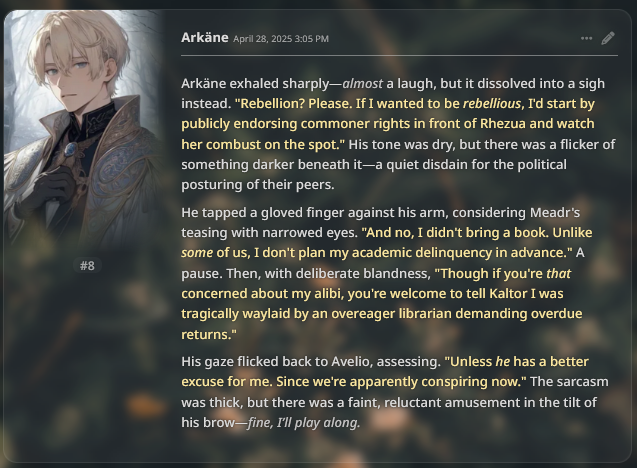 Arkäne April 28, 2025 3:05 PM
Arkäne exhaled sharply—almost a laugh, but it dissolved into a sigh
instead. "Rebellion? Please. If I wanted to be rebellious, I'd start by
publicly endorsing commoner rights in front of Rhezua and watch
her combust on the spot." His tone was dry, but there was a flicker of
something darker beneath it—a quiet disdain for the political
posturing of their peers.
He tapped a gloved finger against his arm, considering Meadr's
teasing with narrowed eyes. "And no, I didn't bring a book. Unlike
some of us, I don't plan my academic delinquency in advance." A
pause. Then, with deliberate blandness, "Though if you're that
concerned about my alibi, you're welcome to tell Kaltor I was
tragically waylaid by an overeager librarian demanding overdue
returns."
His gaze flicked back to Avelio, assessing. "Unless he has a better
excuse for me. Since we're apparently conspiring now." The sarcasm
was thick, but there was a faint, reluctant amusement in the tilt of
his brow—fine, I'll play along.
#8